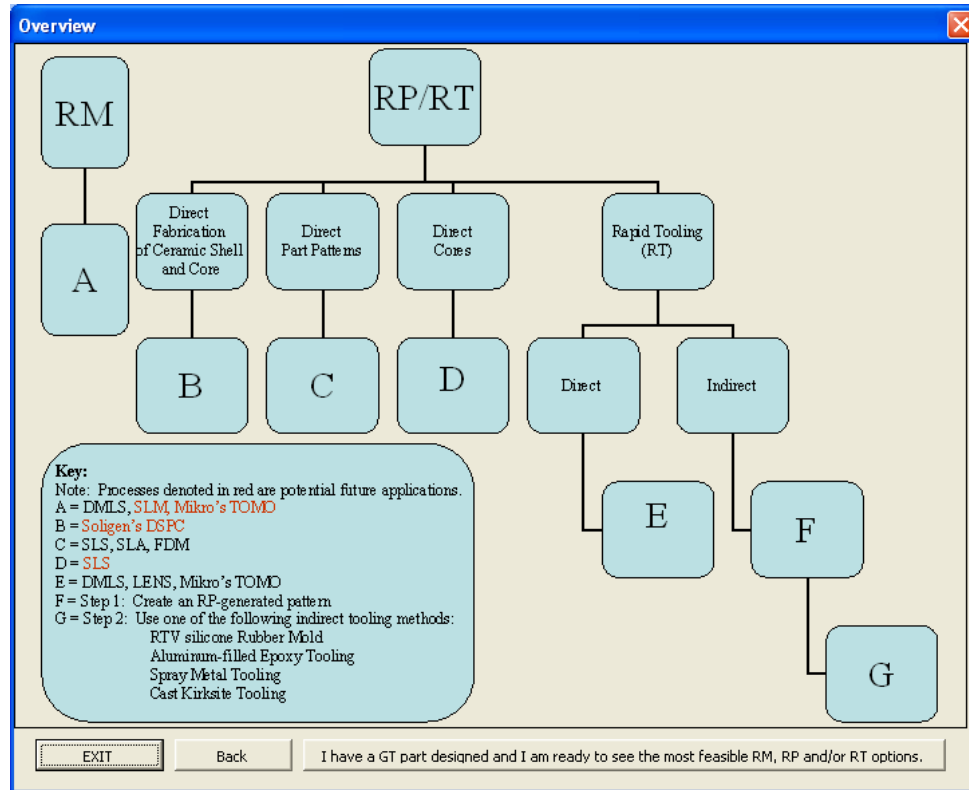 Overview
RM
RP/RT
A
Direct
Fabrication
of Ceramic Shell
and Core
Direct
Part Patterns
Direct
Cores
Rapid Tooling
(RT)
B
C
D
Direct
Indirect
E
F
G
Key:
Note: Processes denoted in red are potential future applications.
A = DMLS, SLM, Mikro's TOMO
B = Soligen's DSPC
C = SLS, SLA, FDM
D = SLS
E = DMLS, LENS, Mikro's TOMO
F = Step 1: Create an RP-generated pattern
G = Step 2: Use one of the following indirect tooling methods:
RTV silicone Rubber Mold
Aluminum-filled Epoxy Tooling
Spray Metal Tooling
Cast Kirksite Tooling
EXIT
Back
I have a GT part designed and I am ready to see the most feasible RM, RP and/or RT options.